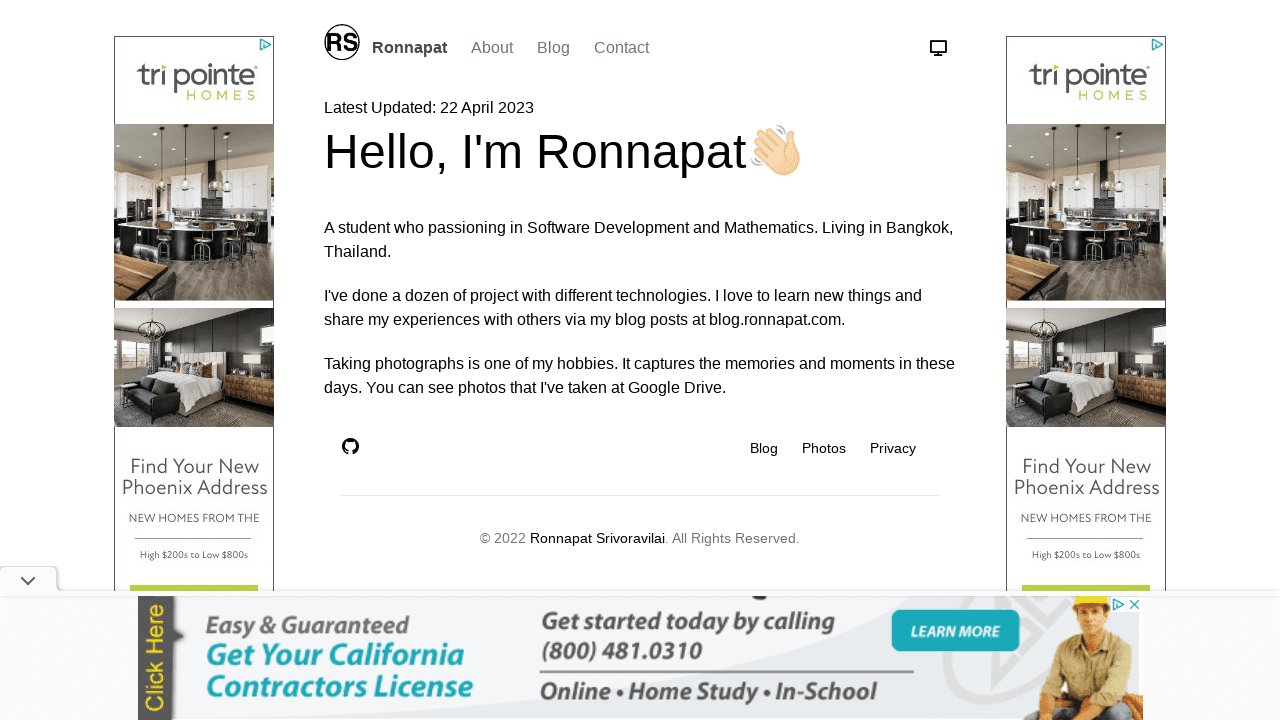 RS Ronnapat About Blog Contact
Latest Updated: 22 April 2023
Hello, I'm Ronnapat
A student who passioning in Software Development and Mathematics. Living in Bangkok,
Thailand.
I've done a dozen of project with different technologies. I love to learn new things and
share my experiences with others via my blog posts at blog.ronnapat.com.
Taking photographs is one of my hobbies. It captures the memories and moments in these
days. You can see photos that I've taken at Google Drive.
Blog Photos Privacy
© 2022 Ronnapat Srivoravilai. All Rights Reserved.
tri pointe
HOMES
Find Your New
Phoenix Address
NEW HOMES FROM THE
High $200s to Low $800s
tri pointe
HOMES
Find Your New
Phoenix Address
NEW HOMES FROM THE
High $200s to Low $800s
Click Here
Easy & Guaranteed
Get Your California
Contractors License
Get started today by calling
(800) 481.0310
Online • Home Study • In-School
LEARN MORE